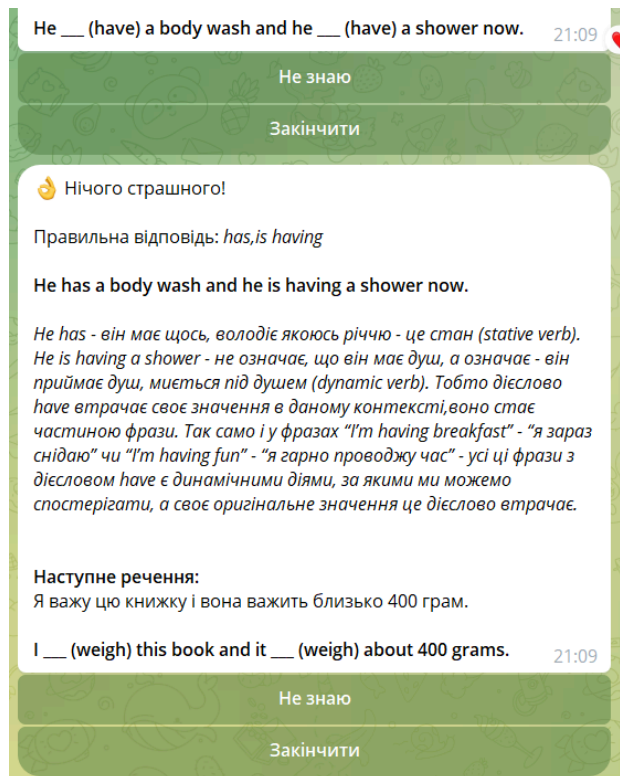 He ___ (have) a body wash and he ___ (have) a shower now.
21:09
Не знаю
Закінчити
👌 Нічого страшного!
Правильна відповідь: has,is having
He has a body wash and he is having a shower now.
He has - він має щось, володіє якоюсь річчю - це стан (stative verb).
He is having a shower - не означає, що він має душ, а означає - він
приймає душ, миється під душем (dynamic verb). Тобто дієслово
have втрачає своє значення в даному контексті,воно стає
частиною фрази. Так само і у фразах “I’m having breakfast” - “я зараз
снідаю” чи “I’m having fun” - “я гарно проводжу час” - усі ці фрази з
дієсловом have є динамічними діями, за якими ми можемо
спостерігати, а своє оригінальне значення це дієслово втрачає.
Наступне речення:
Я важу цю книжку і вона важить близько 400 грам.
I ___ (weigh) this book and it ___ (weigh) about 400 grams.
21:09
Не знаю
Закінчити